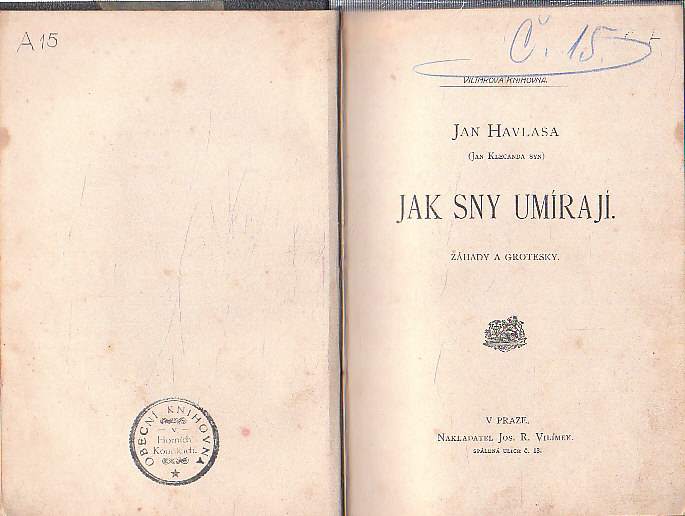 A 15
OBECNÍ KNIHOVNA
v
Horních
Kounicích.
Č. 15.
VILÍMKOVA KNIHOVNA.
JAN HAVLASA
(JAN KLECANDA SYN)
JAK SNY UMÍRAJÍ.
ŽÁHADY A GROTESKY.
V PRAZE.
NAKLADATEL JOS. R. VILÍMEK.
SPÁLENÁ ULICE Č. 13.